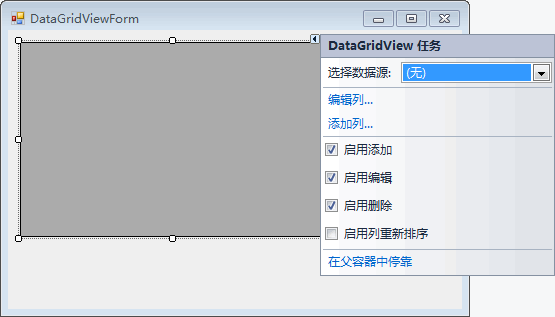 DataGridViewForm
DataGridView 任务
选择数据源: (无)
编辑列...
添加列...
启用添加
启用编辑
启用删除
启用列重新排序
在父容器中停靠